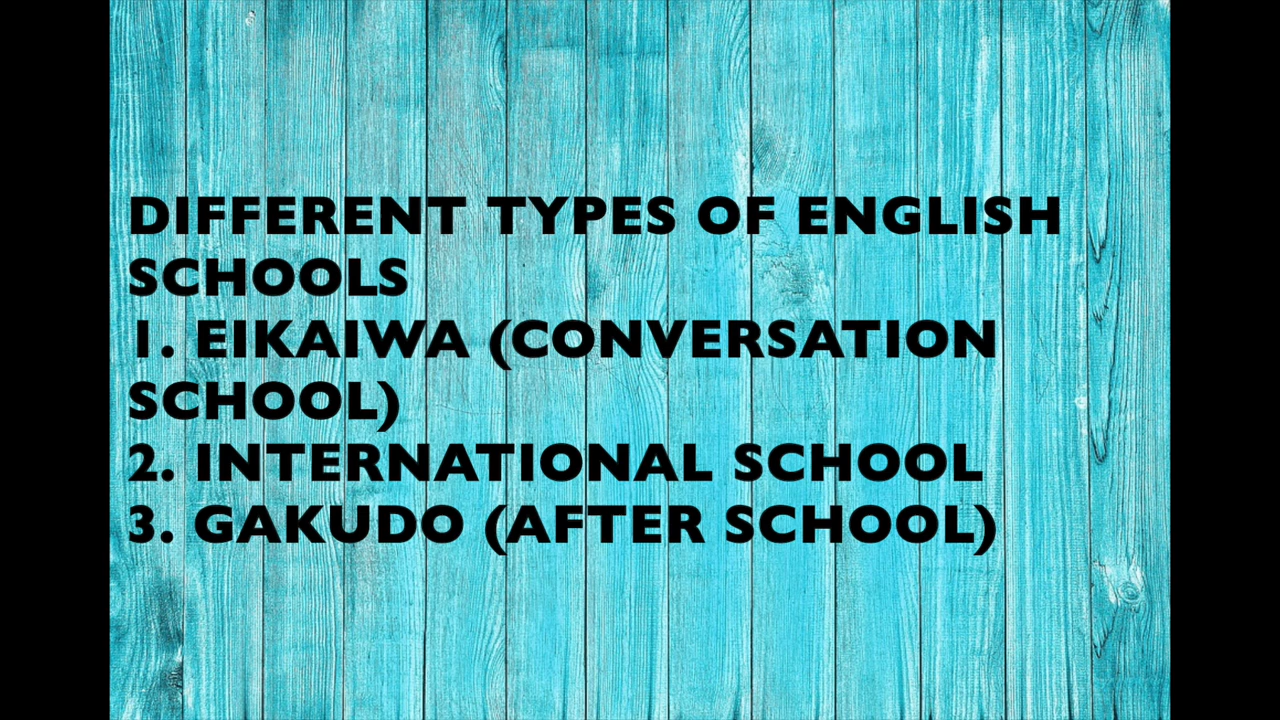 DIFFERENT TYPES OF ENGLISH
SCHOOLS
1. EIKAIWA (CONVERSATION
SCHOOL)
2. INTERNATIONAL SCHOOL
3. GAKUDO (AFTER SCHOOL)